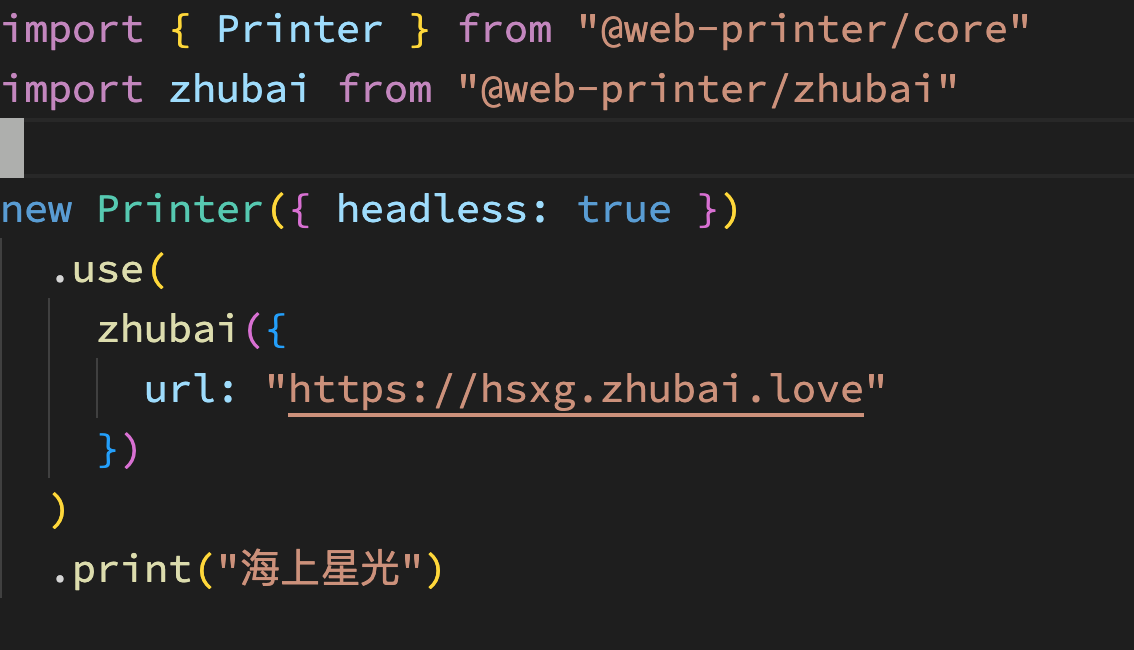 import { Printer } from "@web-printer/core"
import zhubai from "@web-printer/zhubai"
new Printer({ headless: true })
.use(
zhubai({
url: "https://hsxg.zhubai.love"
})
)
.print("海上星光")